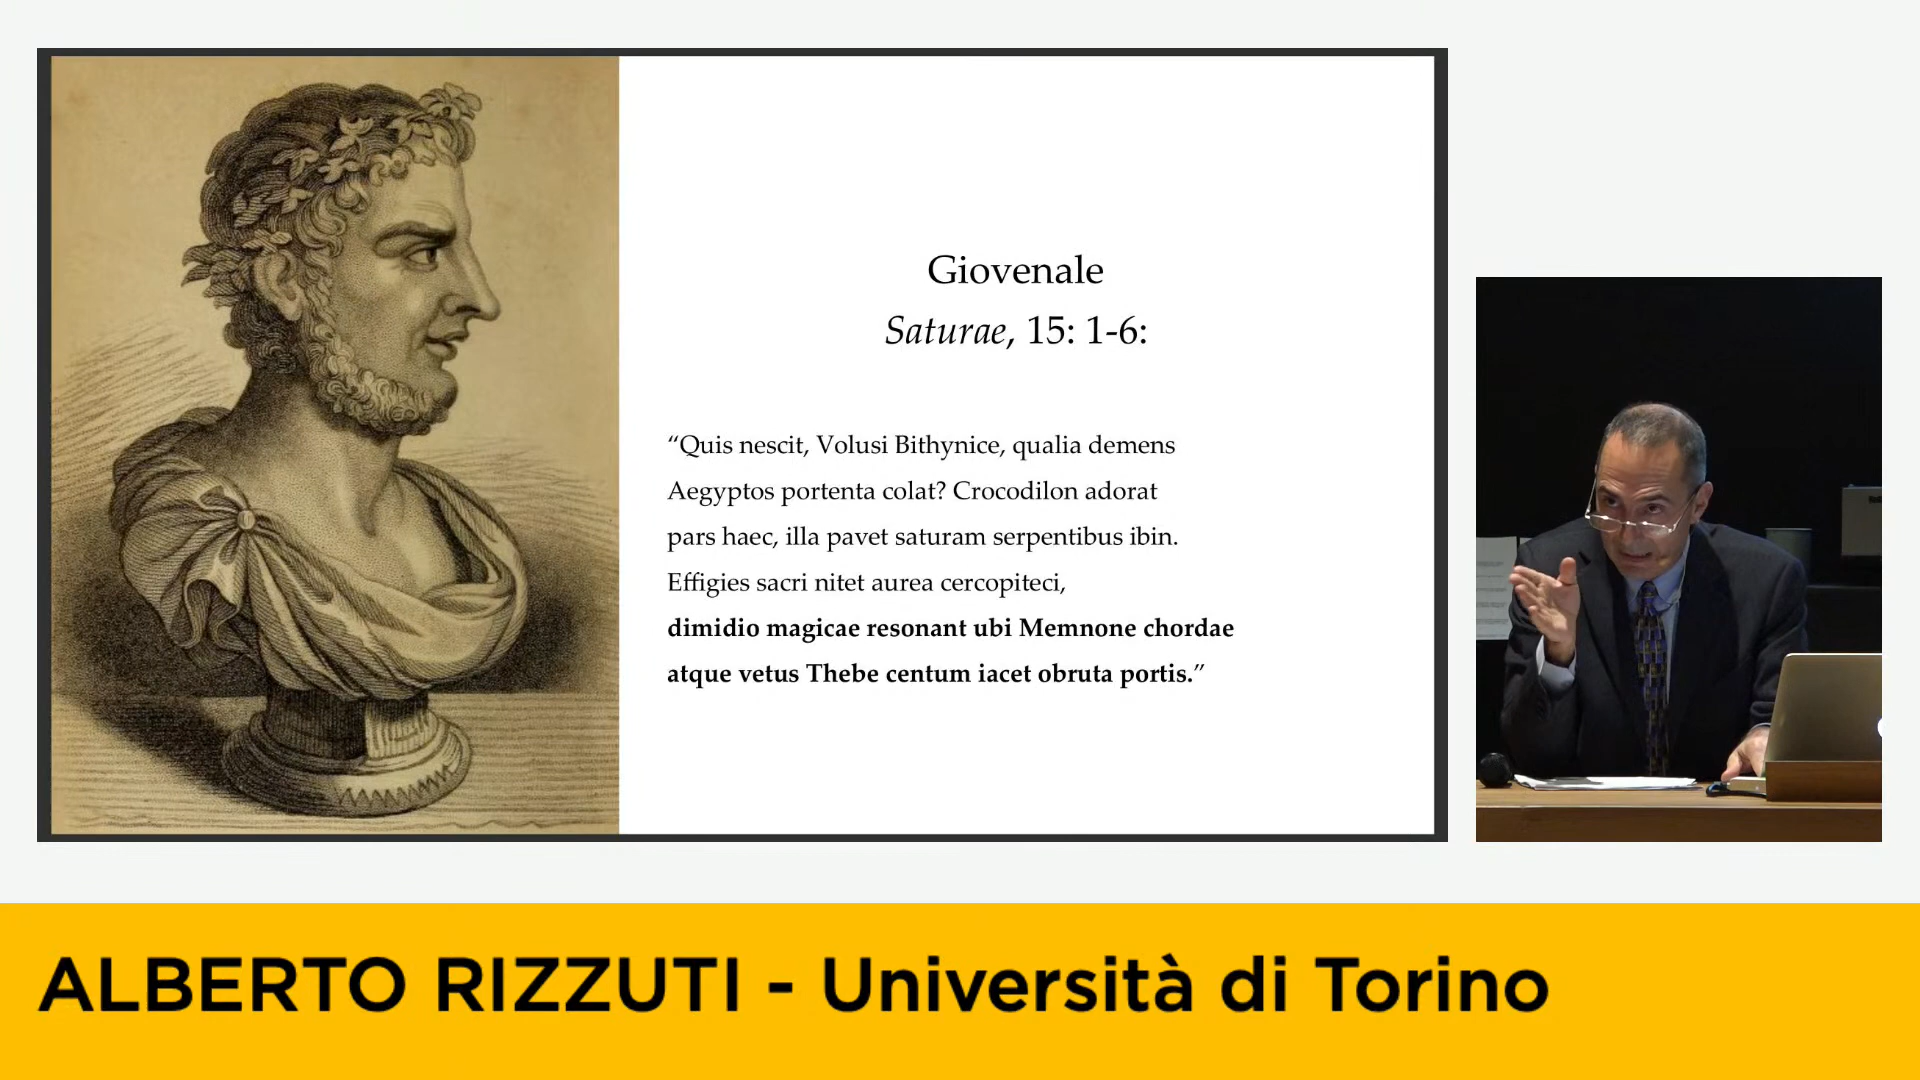 Giovenale
Saturae, 15: 1-6:
“Quis nescit, Volusi Bithynice, qualia demens
Aegyptos portenta colat? Crocodilon adorat
pars haec, illa pavet saturam serpentibus ibin.
Effigies sacri nitet aurea cercopiteci,
dimidio magicae resonant ubi Memnone chordae
atque vetus Thebe centum iacet obruta portis.”
ALBERTO RIZZUTI - Università di Torino